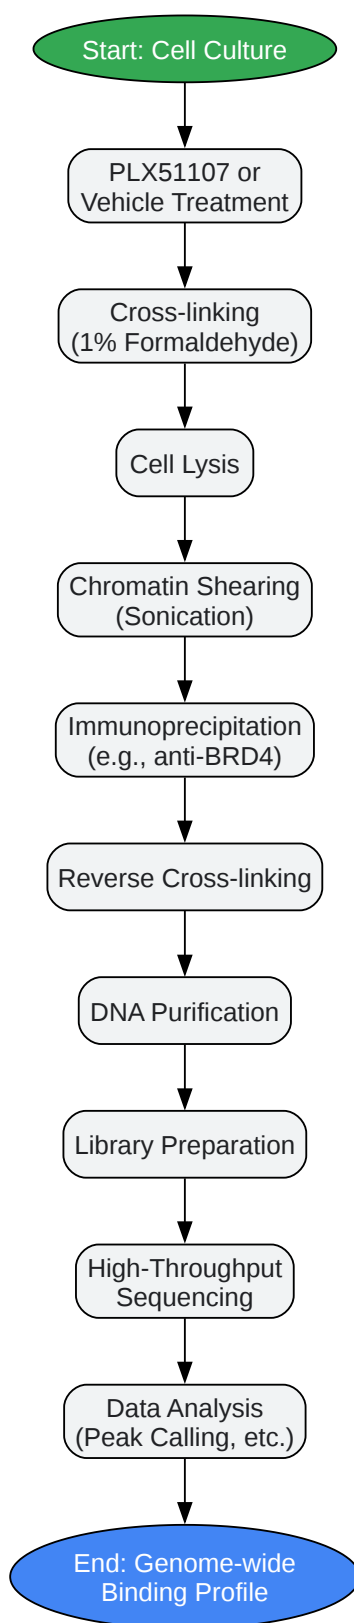 Start: Cell Culture
PLX51107 or
Vehicle Treatment
Cross-linking
(1% Formaldehyde)
Cell Lysis
Chromatin Shearing
(Sonication)
Immunoprecipitation
(e.g., anti-BRD4)
Reverse Cross-linking
DNA Purification
Library Preparation
High-Throughput
Sequencing
Data Analysis
(Peak Calling, etc.)
End: Genome-wide
Binding Profile